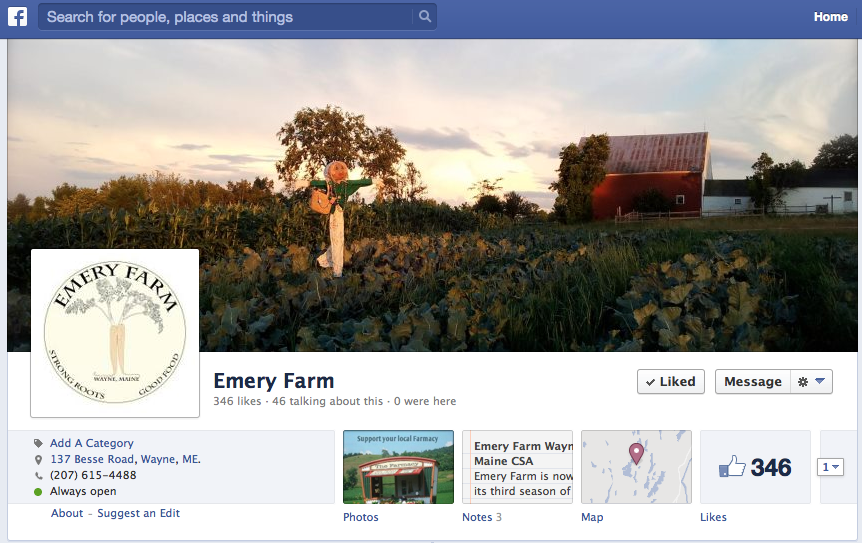 f
Search for people, places and things
Home
EMERY FARM
WAYNE, MAINE
STRONG ROOTS
GOOD FOOD
Emery Farm
346 likes · 46 talking about this · 0 were here
✓ Liked
Message
Add A Category
137 Besse Road, Wayne, ME.
(207) 615-4488
Always open
About - Suggest an Edit
Support your local Farmacy
The Farmacy
Photos
Emery Farm Wayn
Maine CSA
Emery Farm is now
its third season of
Notes 3
Map
346
Likes
1